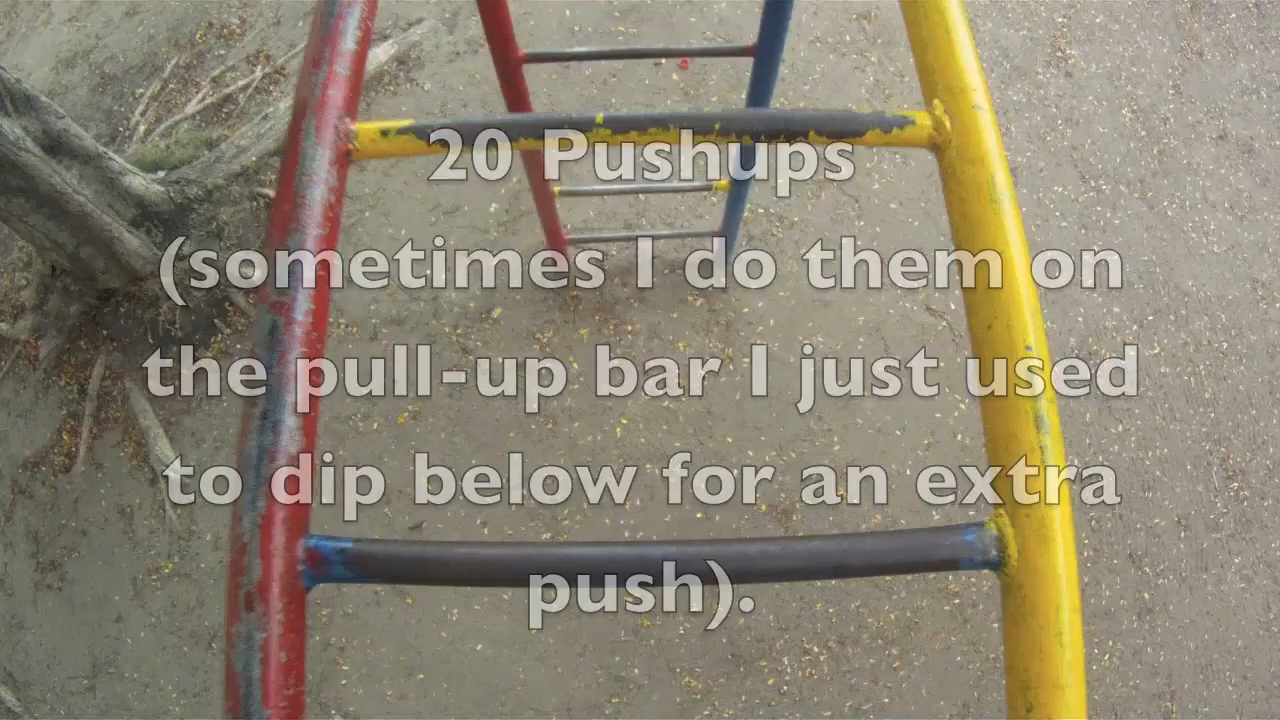 20 Pushups
(sometimes I do them on
the pull-up bar I just used
to dip below for an extra
push).